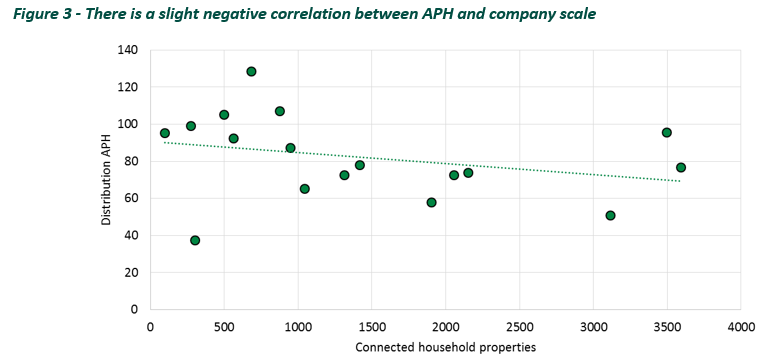 Figure 3 - There is a slight negative correlation between APH and company scale
140
120
100
80
60
40
20
0
Distribution APH
0 500 1000 1500 2000 2500 3000 3500 4000
Connected household properties